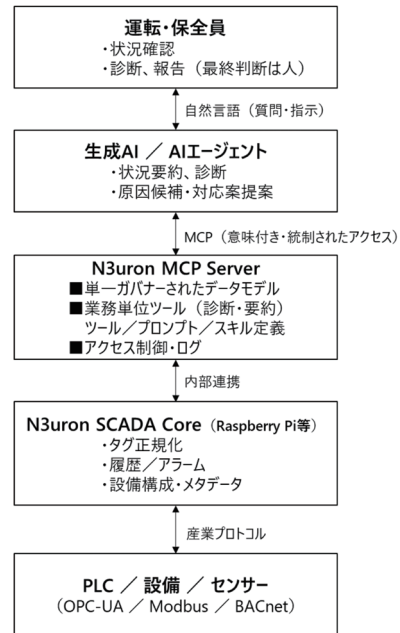 運転・保全員
・状況確認
・診断、報告（最終判断は人）
自然言語（質問・指示）
生成AI ／ AIエージェント
・状況要約、診断
・原因候補・対応案提案
MCP（意味付き・統制されたアクセス）
N3uron MCP Server
■単一ガバナーされたデータモデル
■業務単位ツール（診断・要約）
ツール／プロンプト／スキル定義
■アクセス制御・ログ
内部連携
N3uron SCADA Core（Raspberry Pi等）
・タグ正規化
・履歴／アラーム
・設備構成・メタデータ
産業プロトコル
PLC ／ 設備 ／ センサー
（OPC-UA ／ Modbus ／ BACnet）